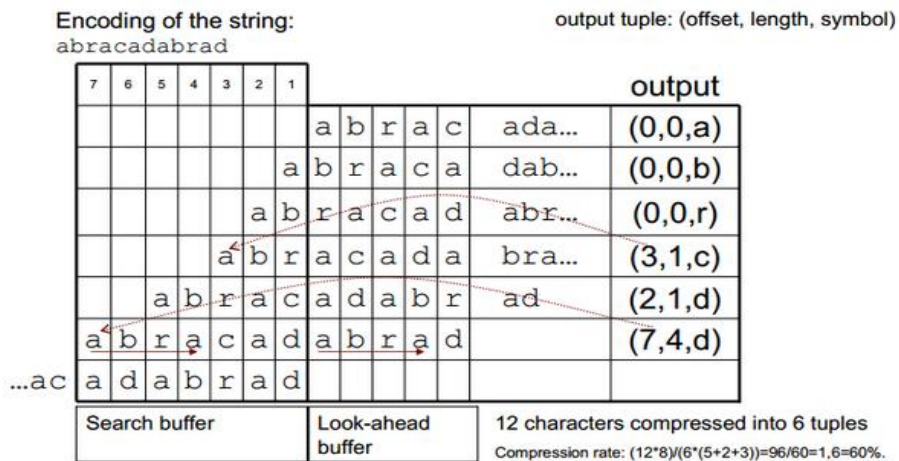 Encoding of the string:
output tuple: (offset, length, symbol)
abracadabrad
7 6 5 4 3 2 1 output
a b r a c ada... (0,0,a)
a b r a c a dab... (0,0,b)
a b r a c a d abr... (0,0,r)
a b r a c a d a bra... (3,1,c)
a b r a c a d a b r ad (2,1,d)
a b r a c a d a b r a d (7,4,d)
...ac a d a b r a d
Search buffer
Look-ahead
buffer
12 characters compressed into 6 tuples
Compression rate: (12*8)/(6*(5+2+3))=96/60=1,6=60%.